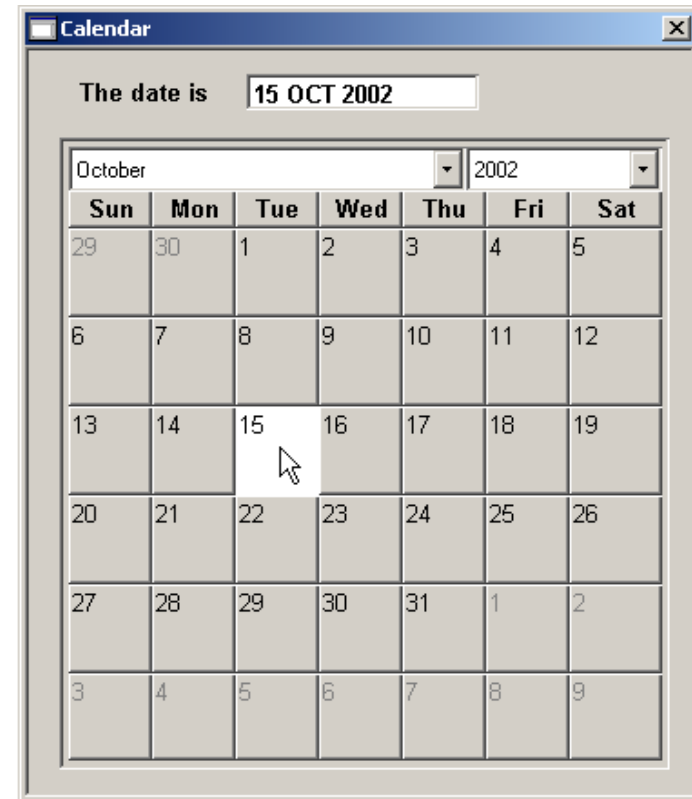 Calendar
The date is 15 OCT 2002
October 2002
Sun Mon Tue Wed Thu Fri Sat
29 30 1 2 3 4 5
6 7 8 9 10 11 12
13 14 15 16 17 18 19
20 21 22 23 24 25 26
27 28 29 30 31 1 2
3 4 5 6 7 8 9